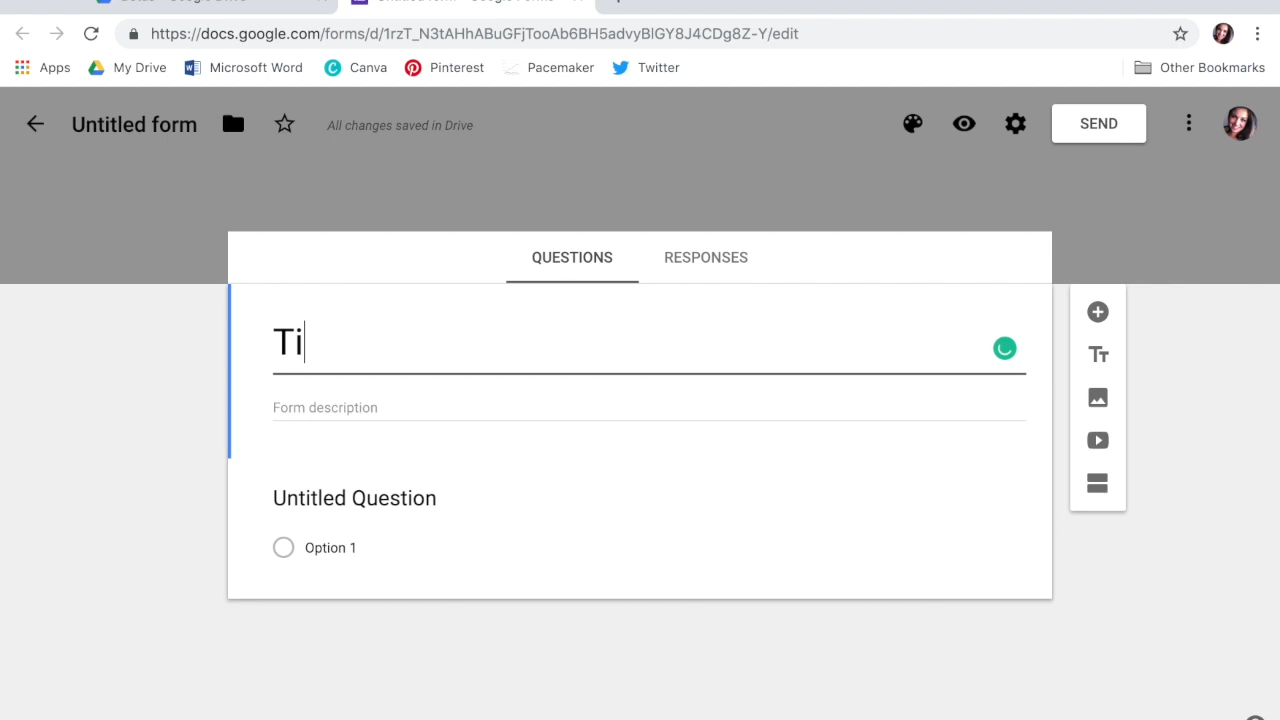 https://docs.google.com/forms/d/1rzT_N3tAHhABuGFjTooAb6BH5advyBlGY8J4CDg8Z-Y/edit
Apps My Drive Microsoft Word Canva Pinterest Pacemaker Twitter Other Bookmarks
Untitled form All changes saved in Drive SEND
QUESTIONS RESPONSES
Ti
Form description
Untitled Question
Option 1